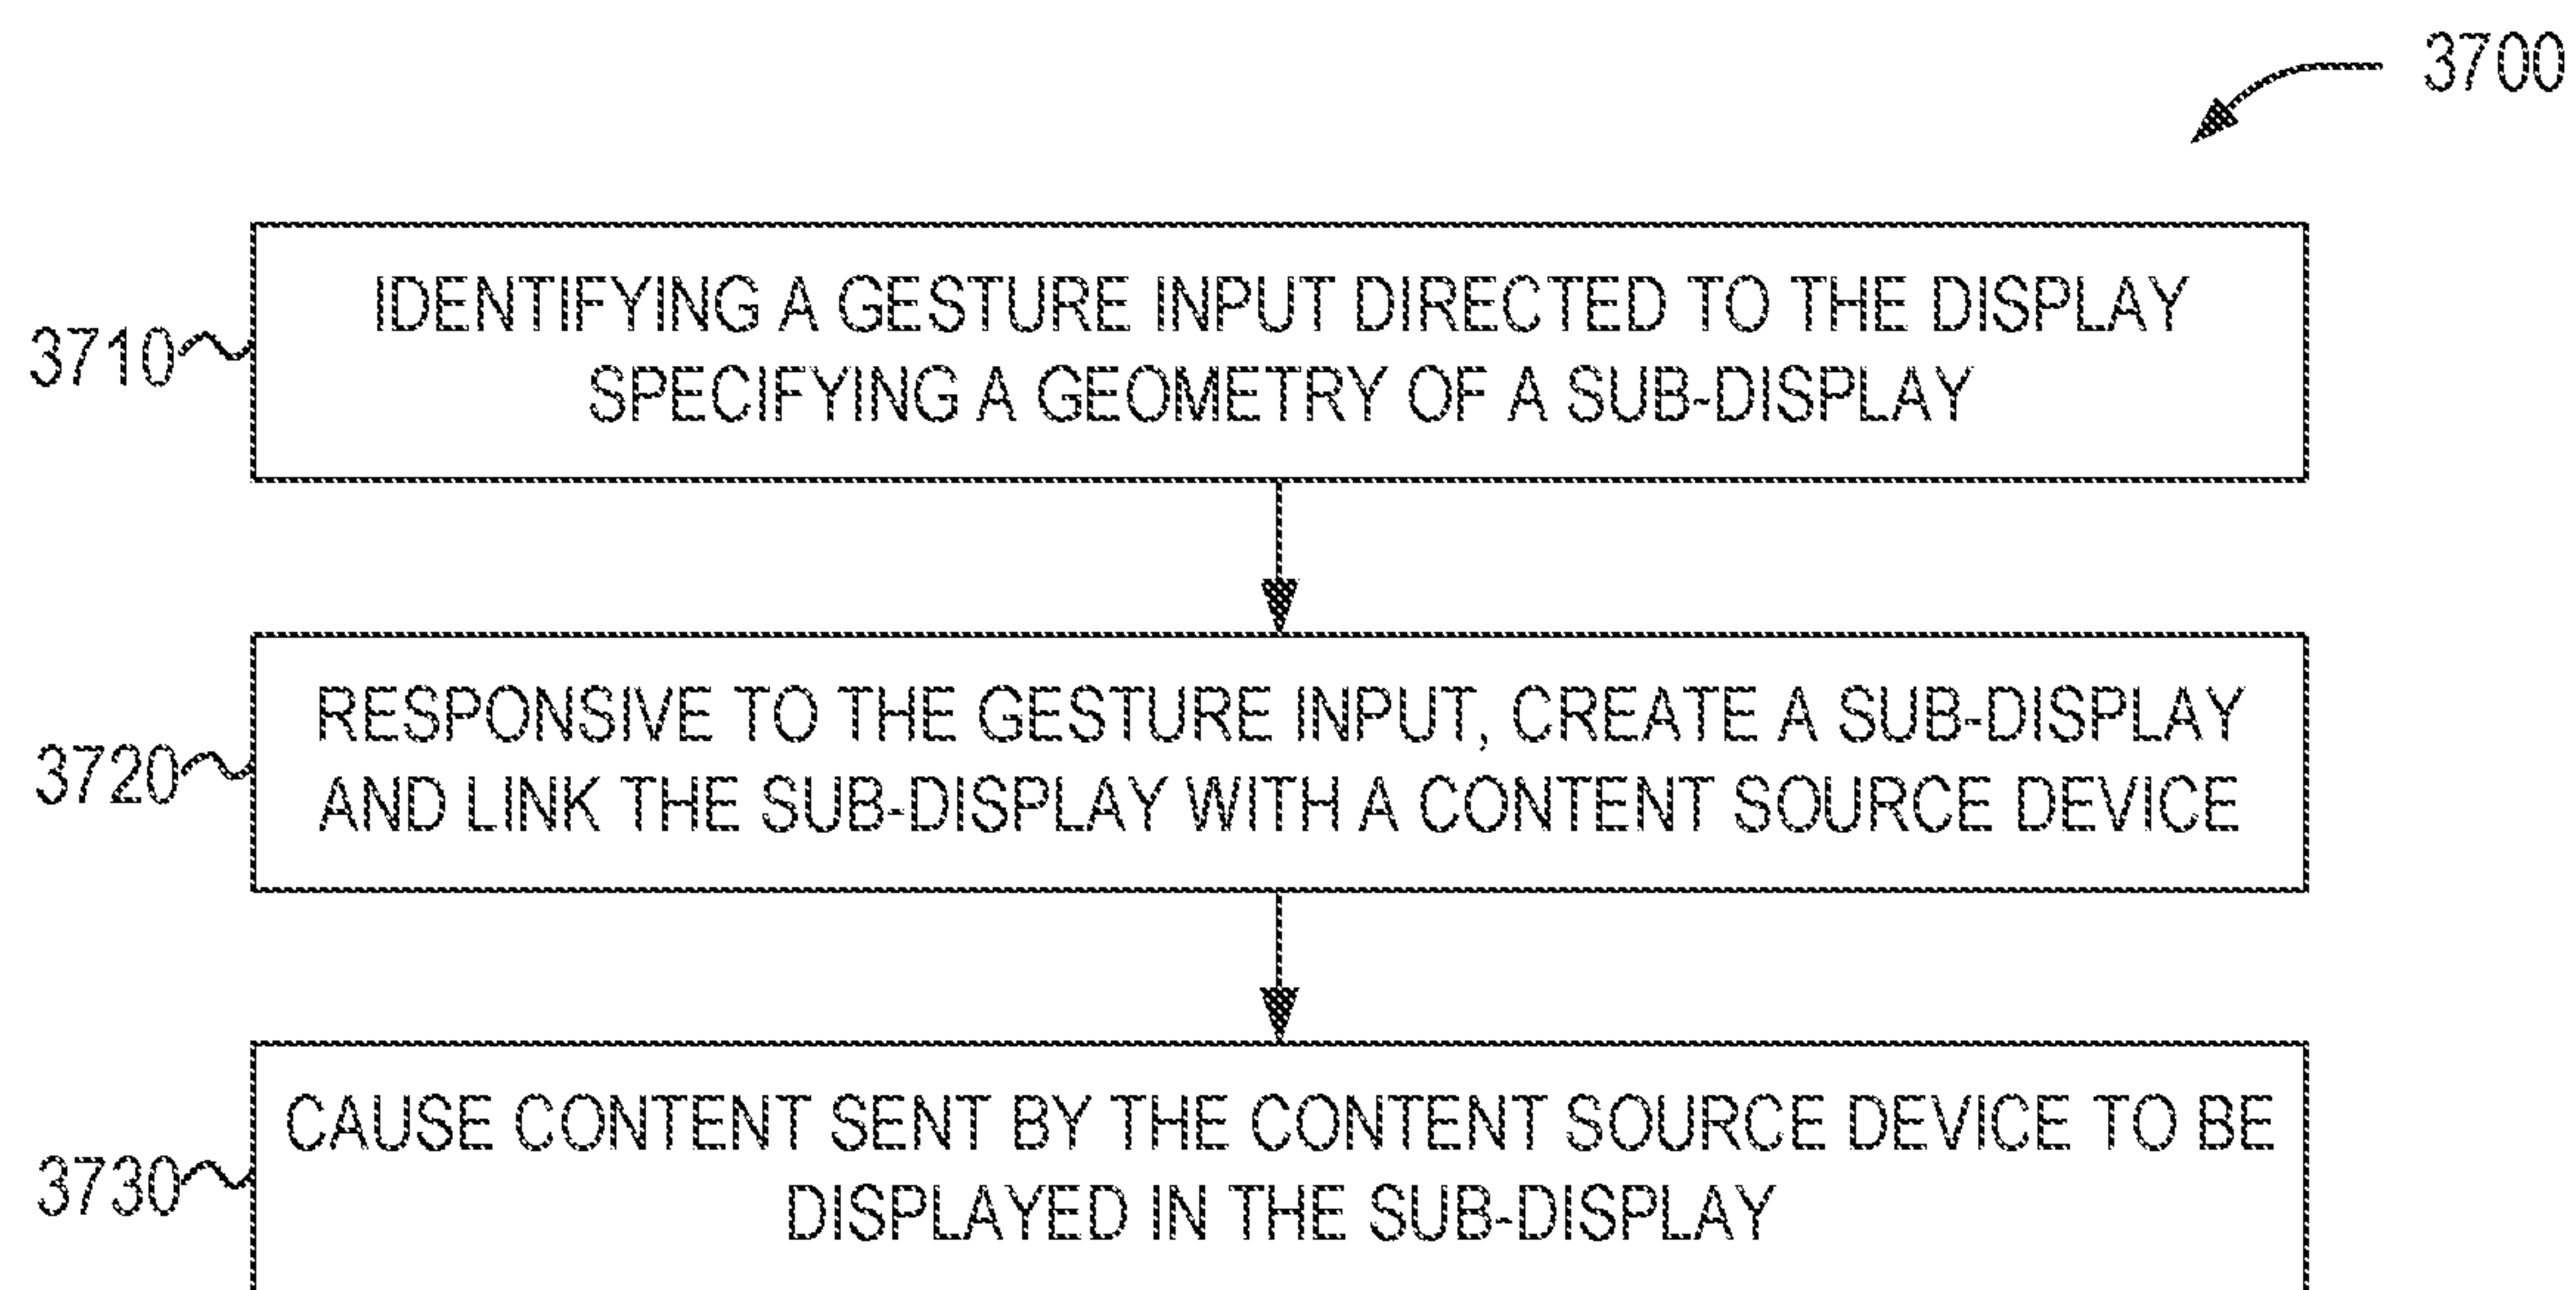 3700
IDENTIFYING A GESTURE INPUT DIRECTED TO THE DISPLAY
SPECIFYING A GEOMETRY OF A SUB-DISPLAY
3710
RESPONSIVE TO THE GESTURE INPUT, CREATE A SUB-DISPLAY
AND LINK THE SUB-DISPLAY WITH A CONTENT SOURCE DEVICE
3720
CAUSE CONTENT SENT BY THE CONTENT SOURCE DEVICE TO BE
DISPLAYED IN THE SUB-DISPLAY
3730